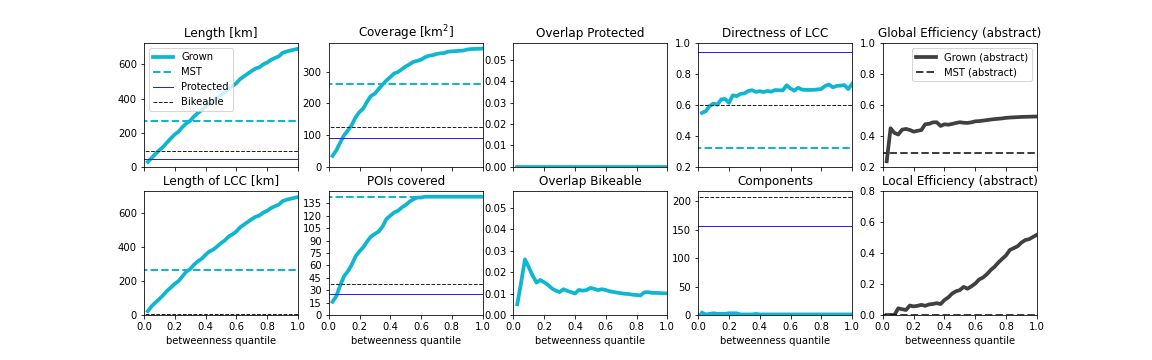 Length [km]
Coverage [km²]
Overlap Protected
Directness of LCC
Global Efficiency (abstract)
600
400
200
0
Grown
MST
Protected
Bikeable
300
200
100
0
0.05
0.04
0.03
0.02
0.01
0.00
1.0
0.8
0.6
0.4
0.2
1.0
0.8
0.6
0.4
0.2
Grown (abstract)
MST (abstract)
Length of LCC [km]
POIs covered
Overlap Bikeable
Components
Local Efficiency (abstract)
600
400
200
0
135
120
105
90
75
60
45
30
15
0
0.05
0.04
0.03
0.02
0.01
0.00
200
150
100
50
0
0.8
0.6
0.4
0.2
0.0
0.0 0.2 0.4 0.6 0.8 1.0
0.0 0.2 0.4 0.6 0.8 1.0
0.0 0.2 0.4 0.6 0.8 1.0
0.0 0.2 0.4 0.6 0.8 1.0
0.0 0.2 0.4 0.6 0.8 1.0
betweenness quantile
betweenness quantile
betweenness quantile
betweenness quantile
betweenness quantile